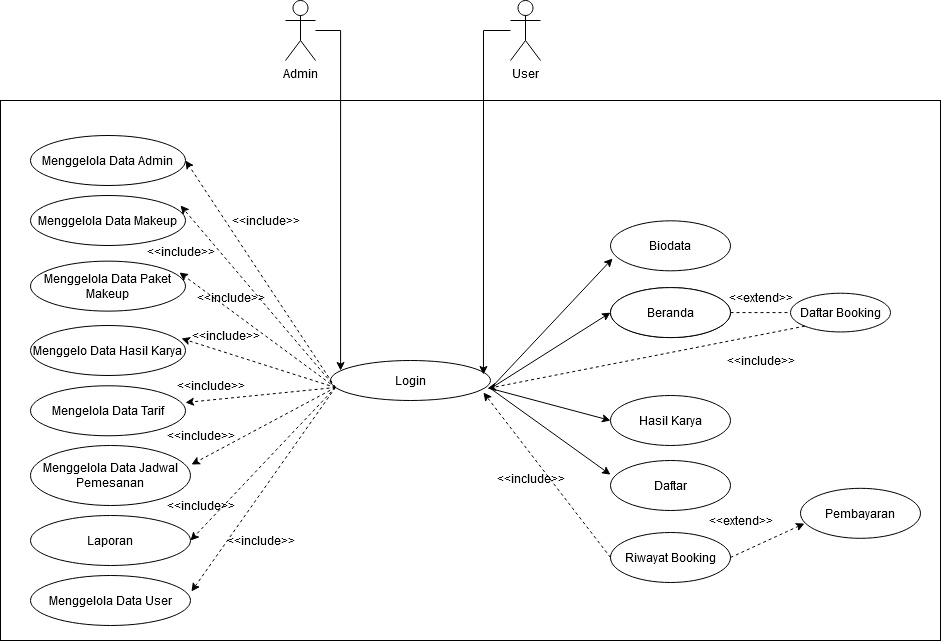 Admin
User
Menggelola Data Admin
<<include>>
Menggelola Data Makeup
<<include>>
Menggelola Data Paket
Makeup
<<include>>
Menggelo Data Hasil Karya
<<include>>
Mengelola Data Tarif
<<include>>
Menggelola Data Jadwal
Pemesanan
<<include>>
Laporan
<<include>>
Menggelola Data User
<<include>>
Login
Biodata
Beranda
<<extend>>
Daftar Booking
<<include>>
Hasil Karya
Daftar
<<include>>
Riwayat Booking
<<extend>>
Pembayaran